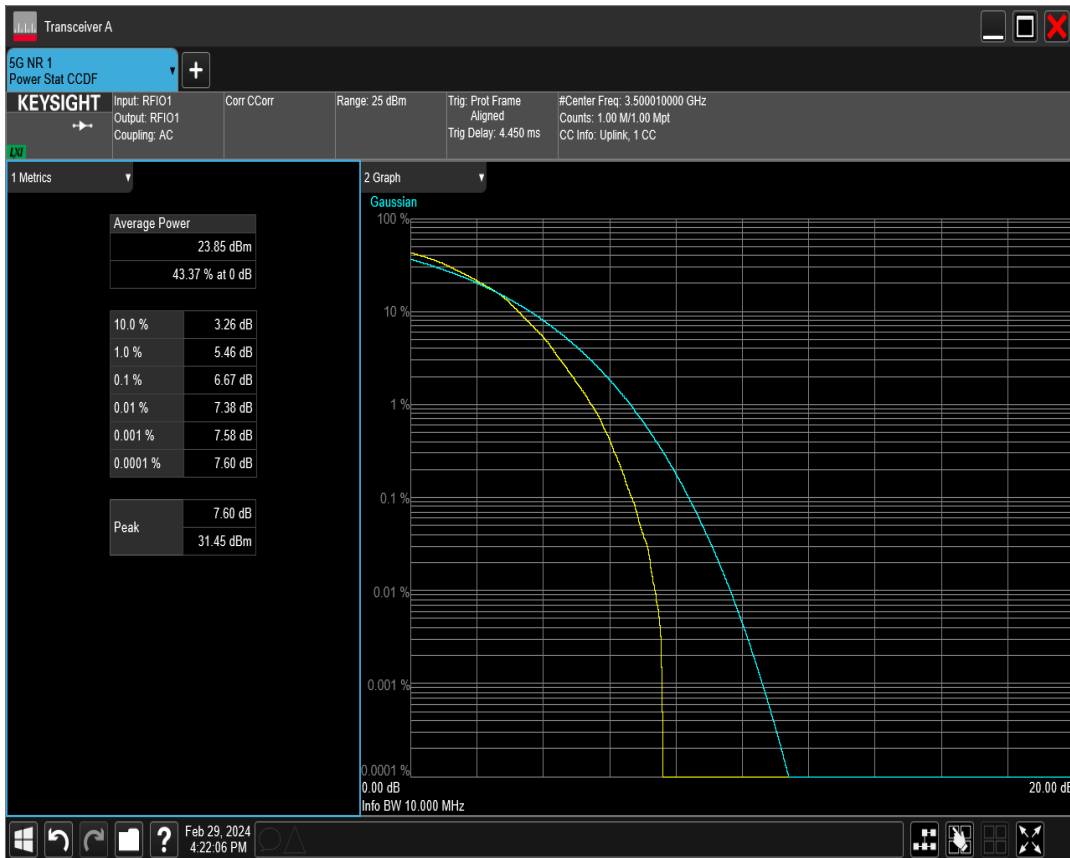 Transceiver A
5G NR 1
Power Stat CCDF
KEYSIGHT
LXI
Input: RFIO1
Output: RFIO1
Coupling: AC
Corr CCorr
Range: 25 dBm
Trig: Prot Frame
Aligned
Trig Delay: 4.450 ms
#Center Freq: 3.500010000 GHz
Counts: 1.00 M/1.00 Mpt
CC Info: Uplink, 1 CC
1 Metrics
Average Power
23.85 dBm
43.37 % at 0 dB
10.0 % 3.26 dB
1.0 % 5.46 dB
0.1 % 6.67 dB
0.01 % 7.38 dB
0.001 % 7.58 dB
0.0001 % 7.60 dB
Peak
7.60 dB
31.45 dBm
2 Graph
Gaussian
100 %
10 %
1 %
0.1 %
0.01 %
0.001 %
0.0001 %
0.00 dB 20.00 dB
Info BW 10.000 MHz
?
Feb 29, 2024
4:22:06 PM